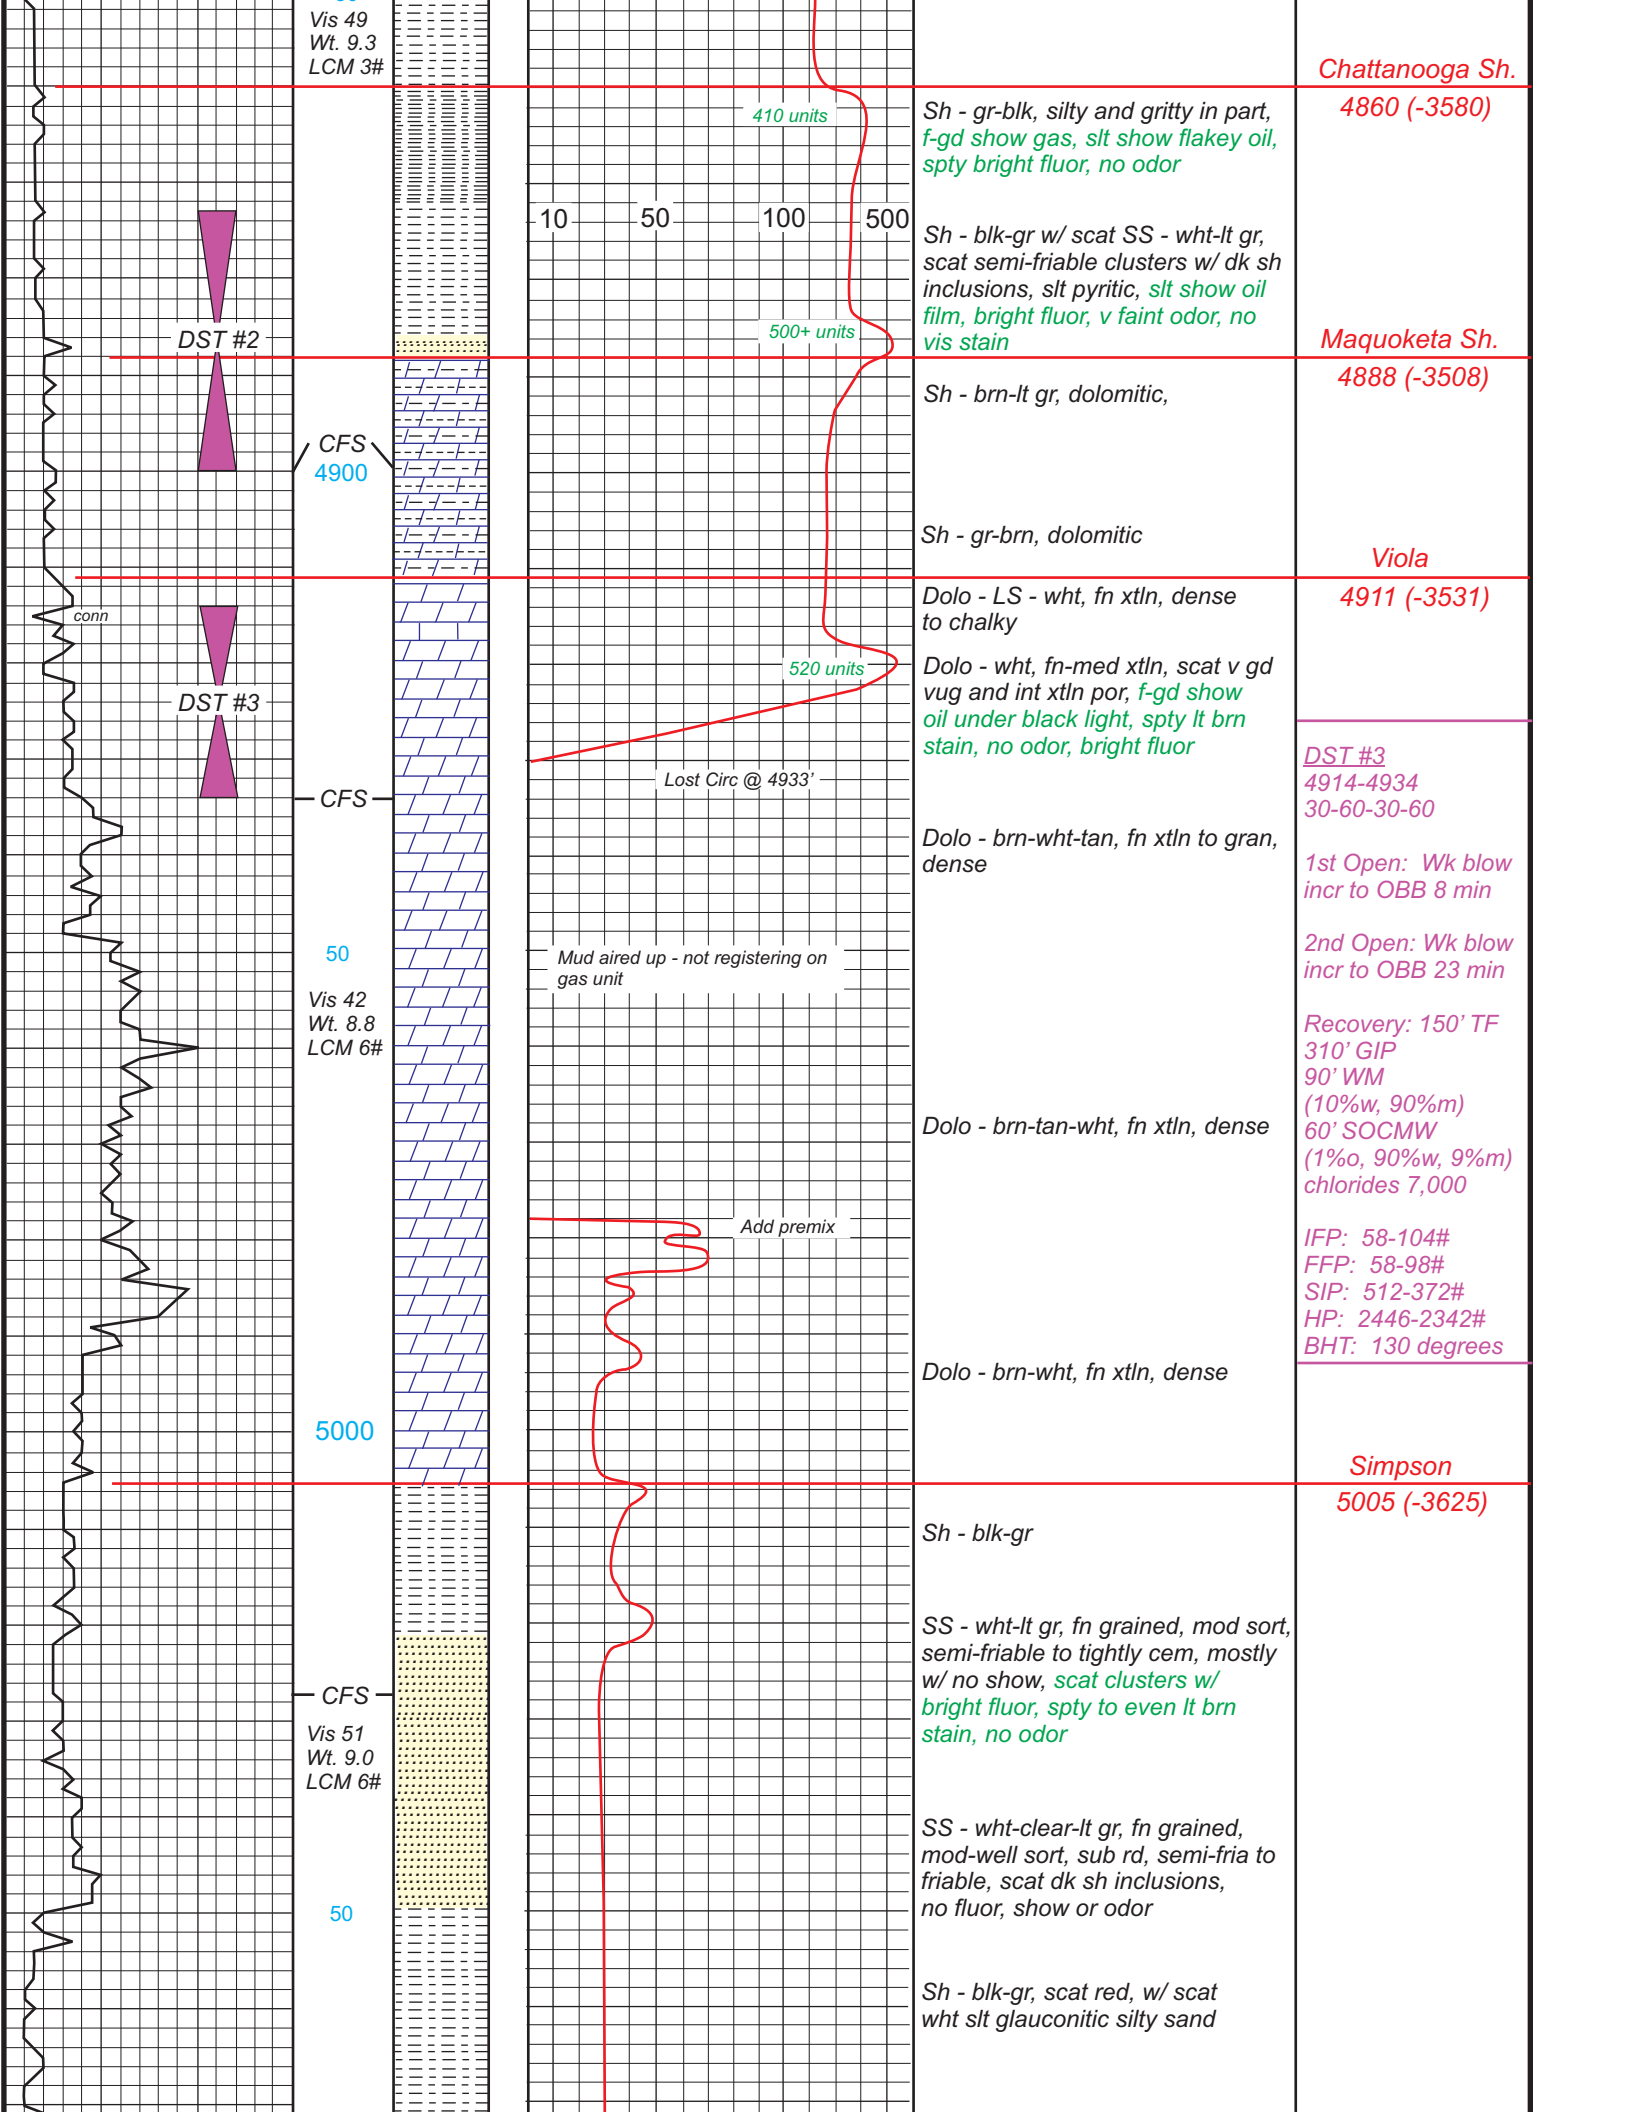 Vis 49
Wt. 9.3
LCM 3#
Chattanooga Sh.
4860 (-3580)
410 units
Sh - gr-blk, silty and gritty in part,
f-gd show gas, slt show flakey oil,
spty bright fluor, no odor
10 50 100 500
Sh - blk-gr w/ scat SS - wht-lt gr,
scat semi-friable clusters w/ dk sh
inclusions, slt pyritic, slt show oil
film, bright fluor, v faint odor, no
vis stain
500+ units
DST #2
Maquoketa Sh.
4888 (-3508)
Sh - brn-lt gr, dolomitic,
CFS
4900
Sh - gr-brn, dolomitic
Viola
4911 (-3531)
conn
Dolo - LS - wht, fn xtln, dense
to chalky
520 units
Dolo - wht, fn-med xtln, scat v gd
vug and int xtln por, f-gd show
oil under black light, spty lt brn
stain, no odor, bright fluor
DST #3
Lost Circ @ 4933'
CFS
Dolo - brn-wht-tan, fn xtln to gran,
dense
DST #3
4914-4934
30-60-30-60
1st Open: Wk blow
incr to OBB 8 min
2nd Open: Wk blow
incr to OBB 23 min
Recovery: 150' TF
310' GIP
90' WM
(10%w, 90%m)
60' SOCMW
(1%o, 90%w, 9%m)
chlorides 7,000
IFP: 58-104#
FFP: 58-98#
SIP: 512-372#
HP: 2446-2342#
BHT: 130 degrees
50
Mud aired up - not registering on
gas unit
Vis 42
Wt. 8.8
LCM 6#
Dolo - brn-tan-wht, fn xtln, dense
Add premix
Dolo - brn-wht, fn xtln, dense
5000
Simpson
5005 (-3625)
Sh - blk-gr
SS - wht-lt gr, fn grained, mod sort,
semi-friable to tightly cem, mostly
w/ no show, scat clusters w/
bright fluor, spty to even lt brn
stain, no odor
CFS
Vis 51
Wt. 9.0
LCM 6#
SS - wht-clear-lt gr, fn grained,
mod-well sort, sub rd, semi-fria to
friable, scat dk sh inclusions,
no fluor, show or odor
50
Sh - blk-gr, scat red, w/ scat
wht slt glauconitic silty sand